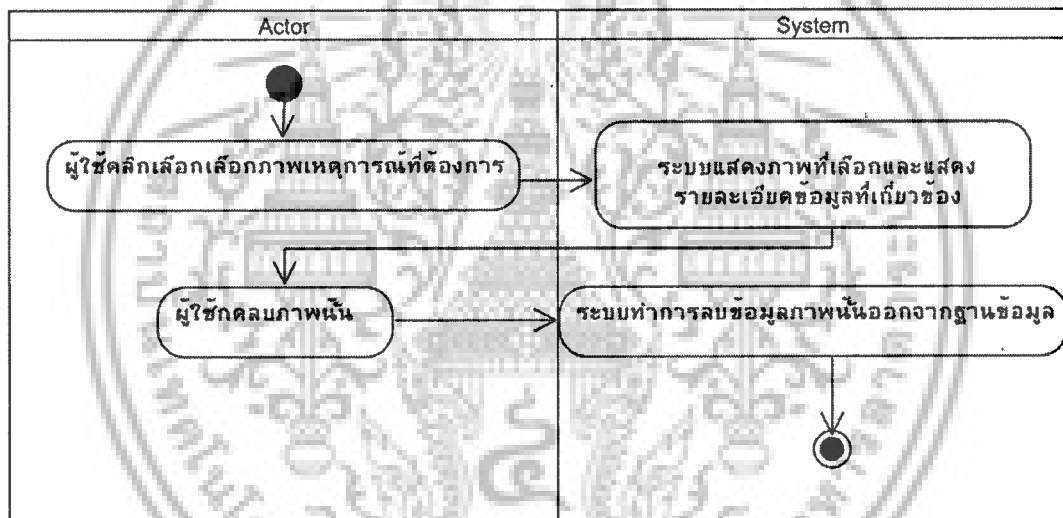 Actor
System
ผู้ใช้คลิกเลือกเลือกภาพเหตุการณ์ที่ต้องการ
ระบบแสดงภาพที่เลือกและแสดง
รายละเอียดข้อมูลที่เกี่ยวข้อง
ผู้ใช้กดลบภาพนั้น
ระบบทำการลบข้อมูลภาพนั้นออกจากฐานข้อมูล